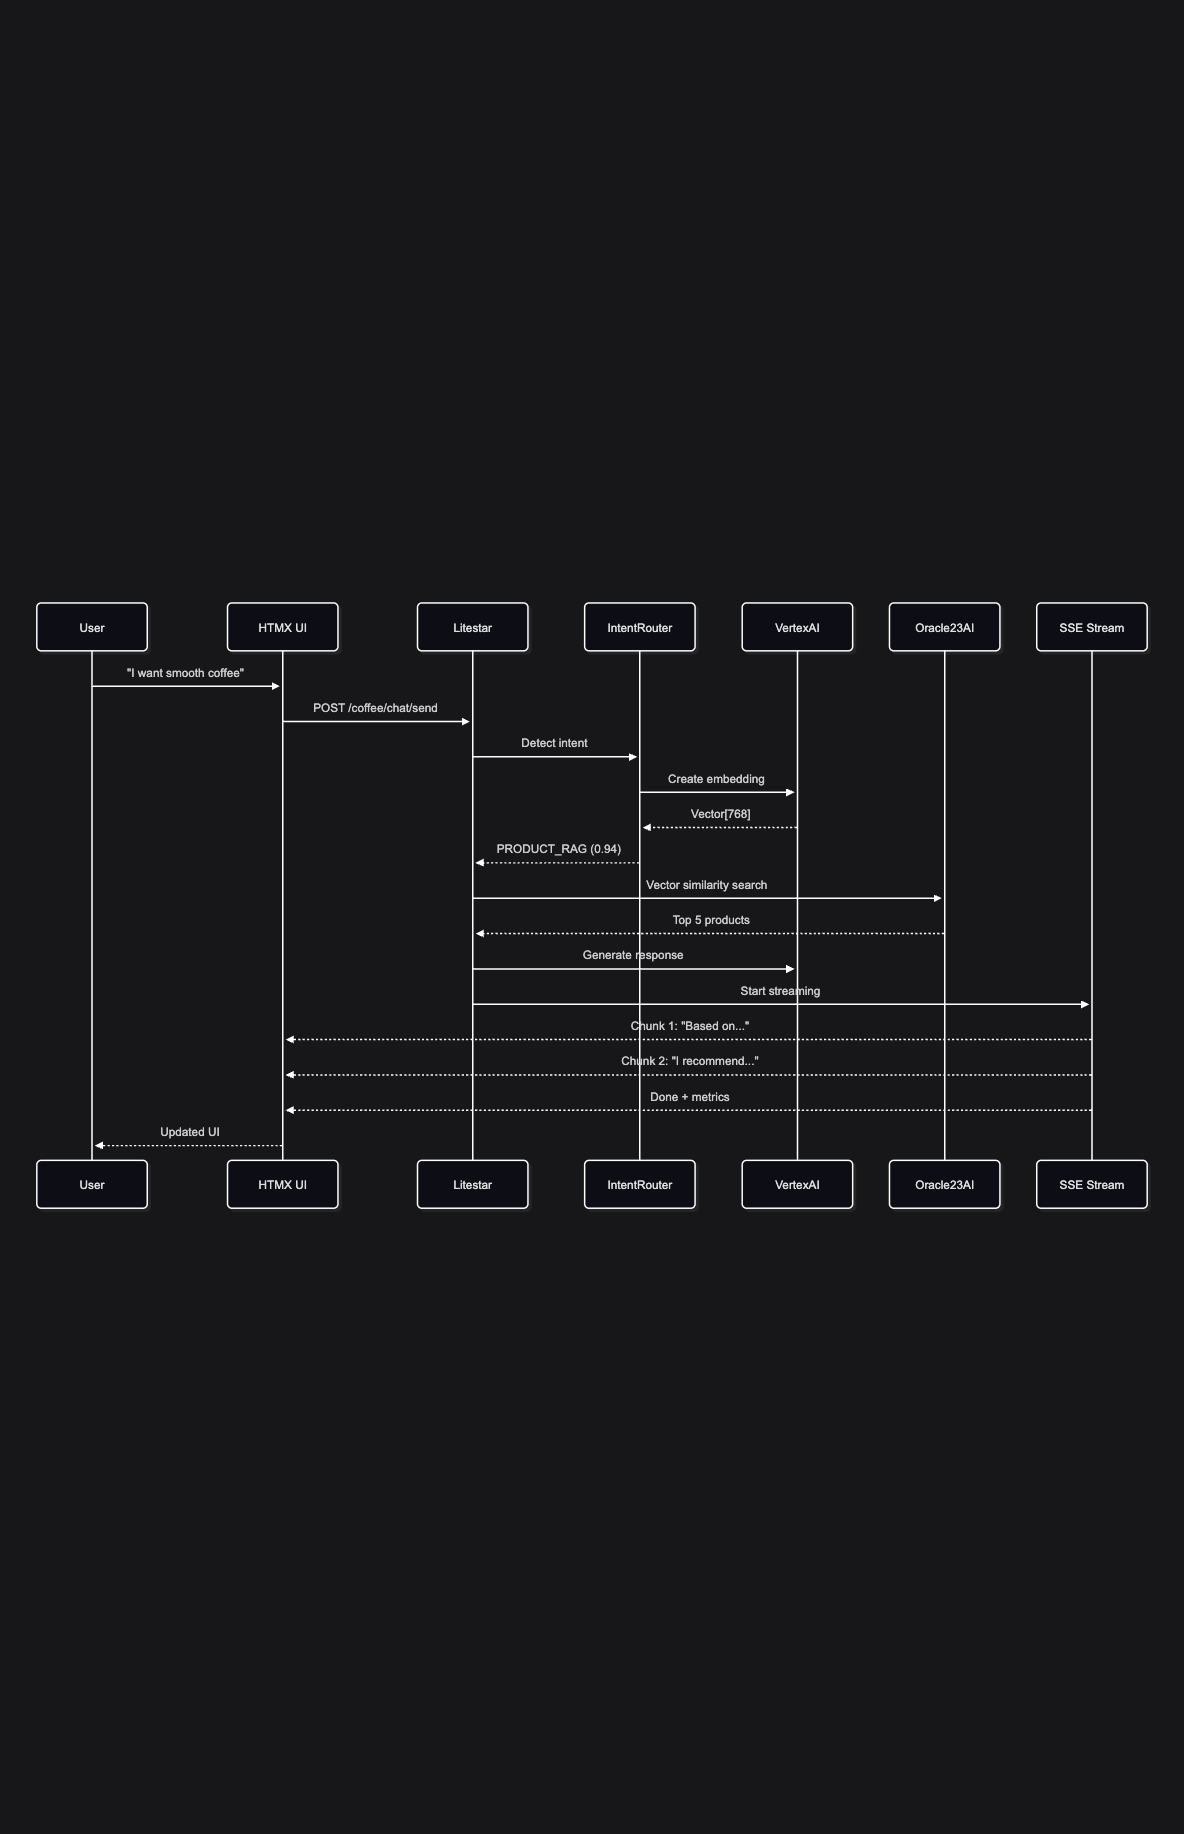 User
HTMX UI
Litestar
IntentRouter
VertexAI
Oracle23AI
SSE Stream
"I want smooth coffee"
POST /coffee/chat/send
Detect intent
Create embedding
Vector[768]
PRODUCT_RAG (0.94)
Vector similarity search
Top 5 products
Generate response
Start streaming
Chunk 1: "Based on..."
Chunk 2: "I recommend..."
Done + metrics
Updated UI
User
HTMX UI
Litestar
IntentRouter
VertexAI
Oracle23AI
SSE Stream